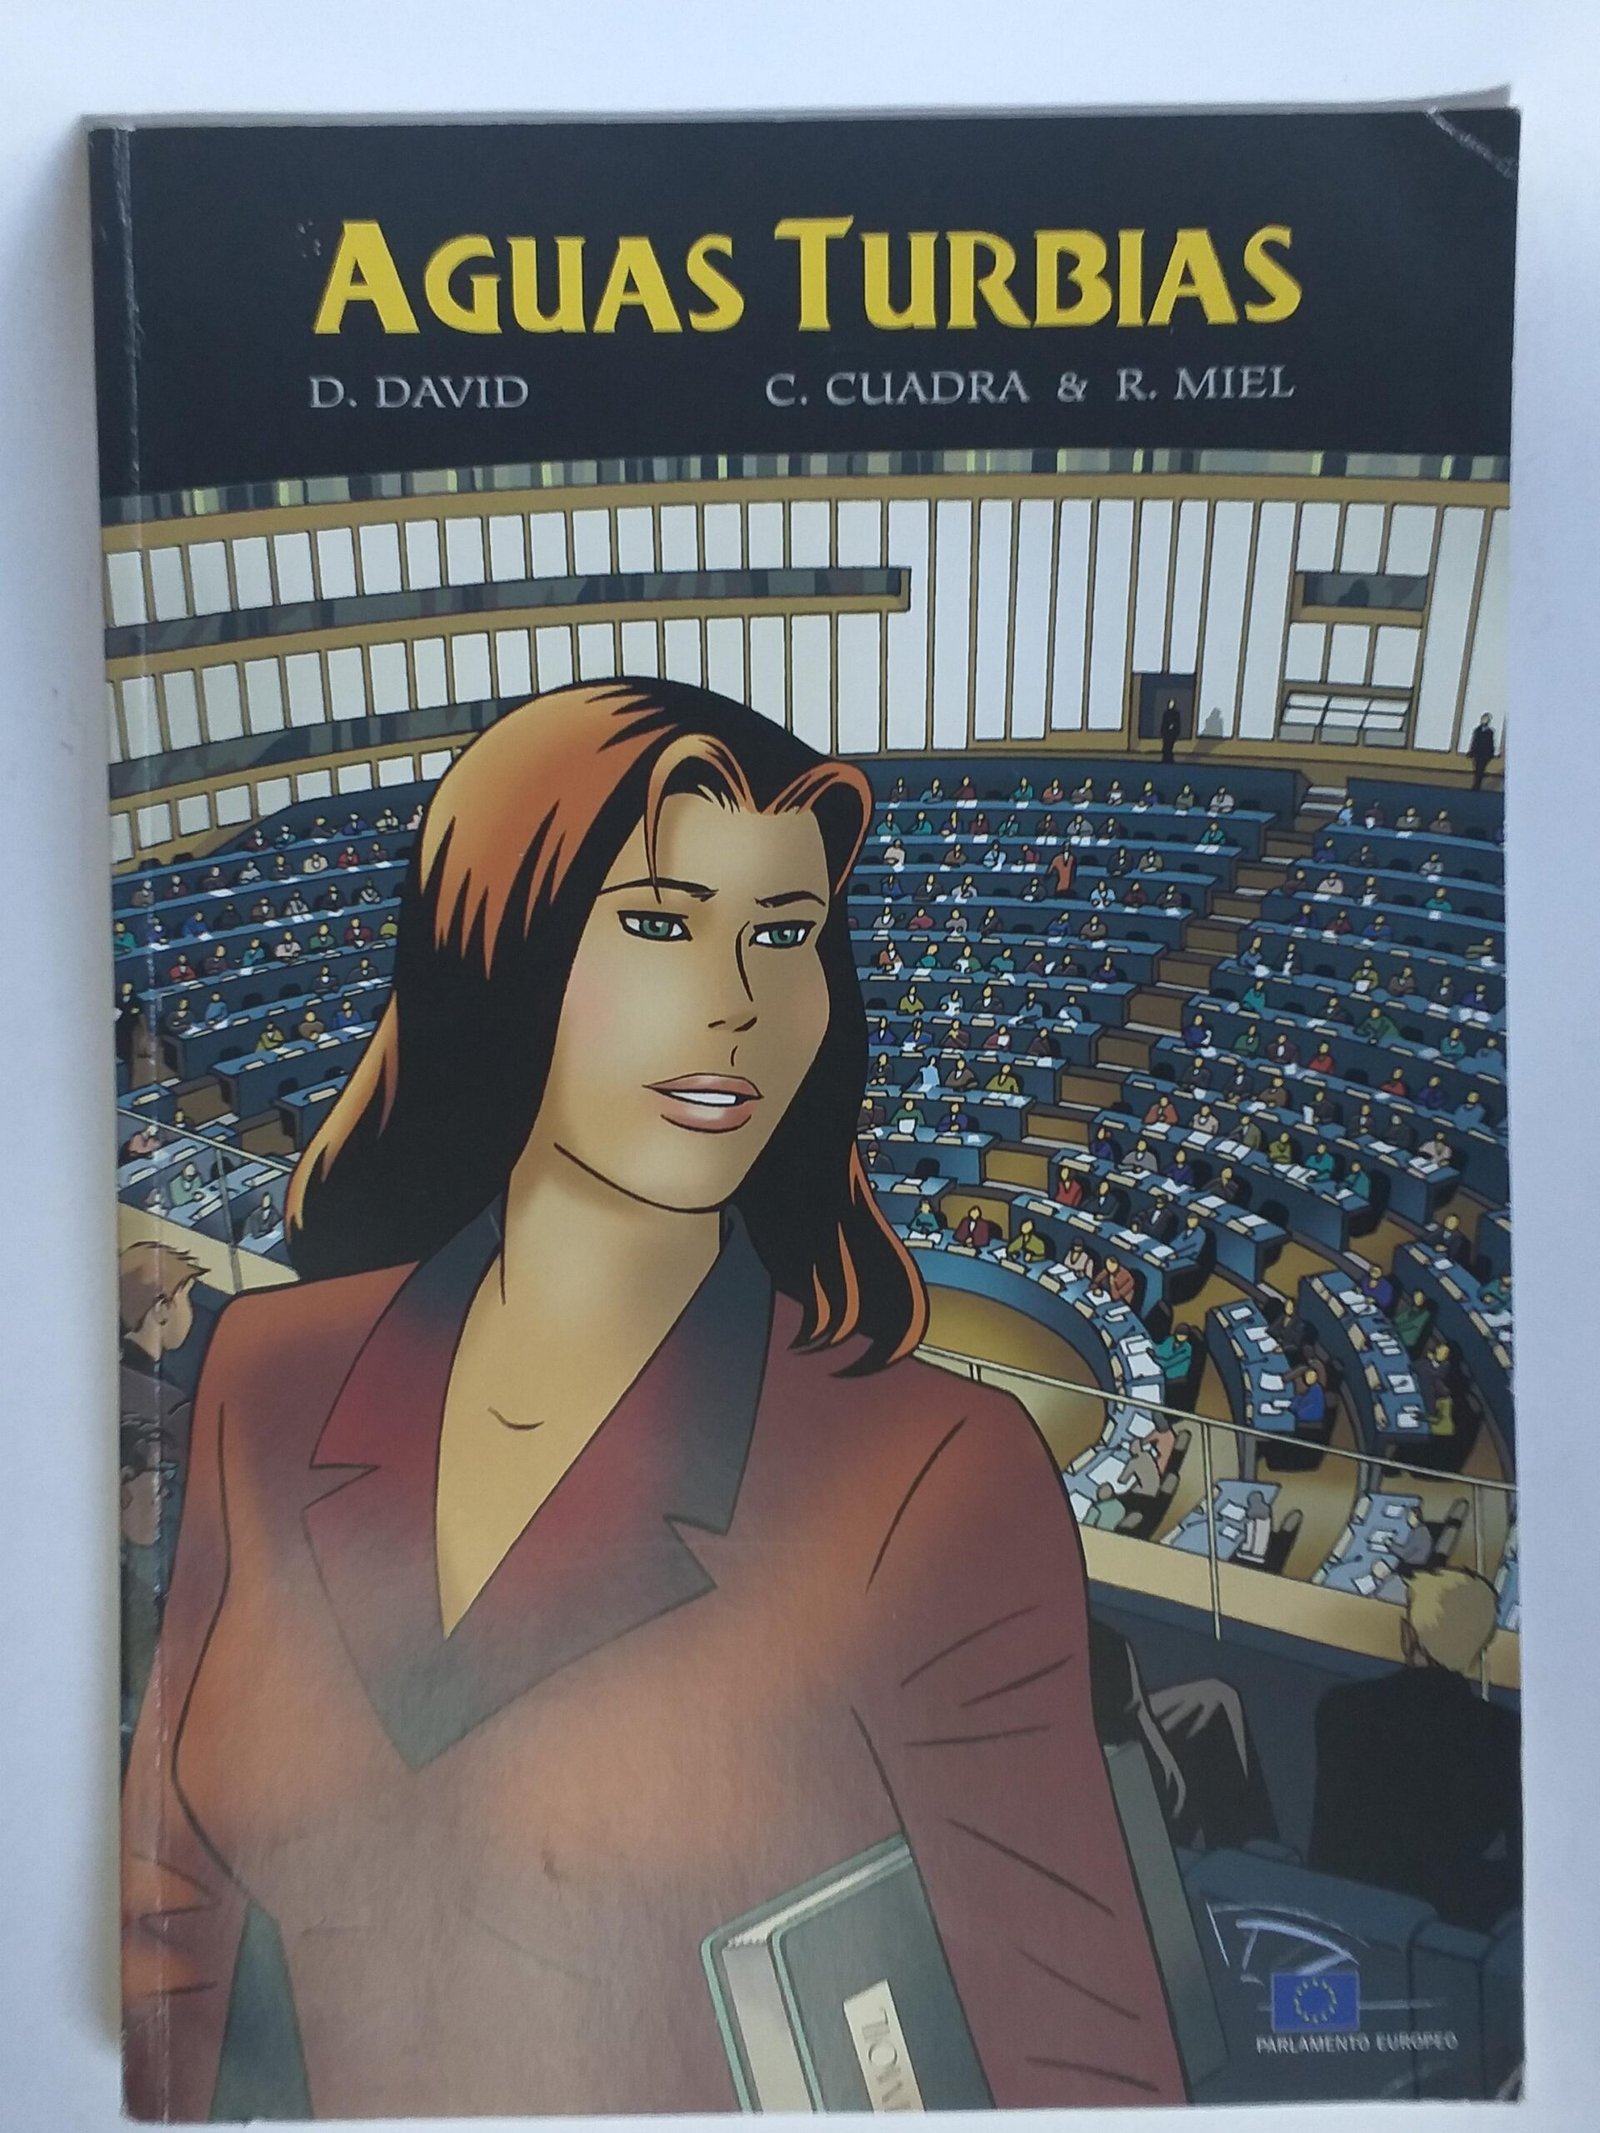 AGUAS TURBIAS
D. DAVID C. CUADRA & R. MIEL
PARLAMENTO EUROPEO